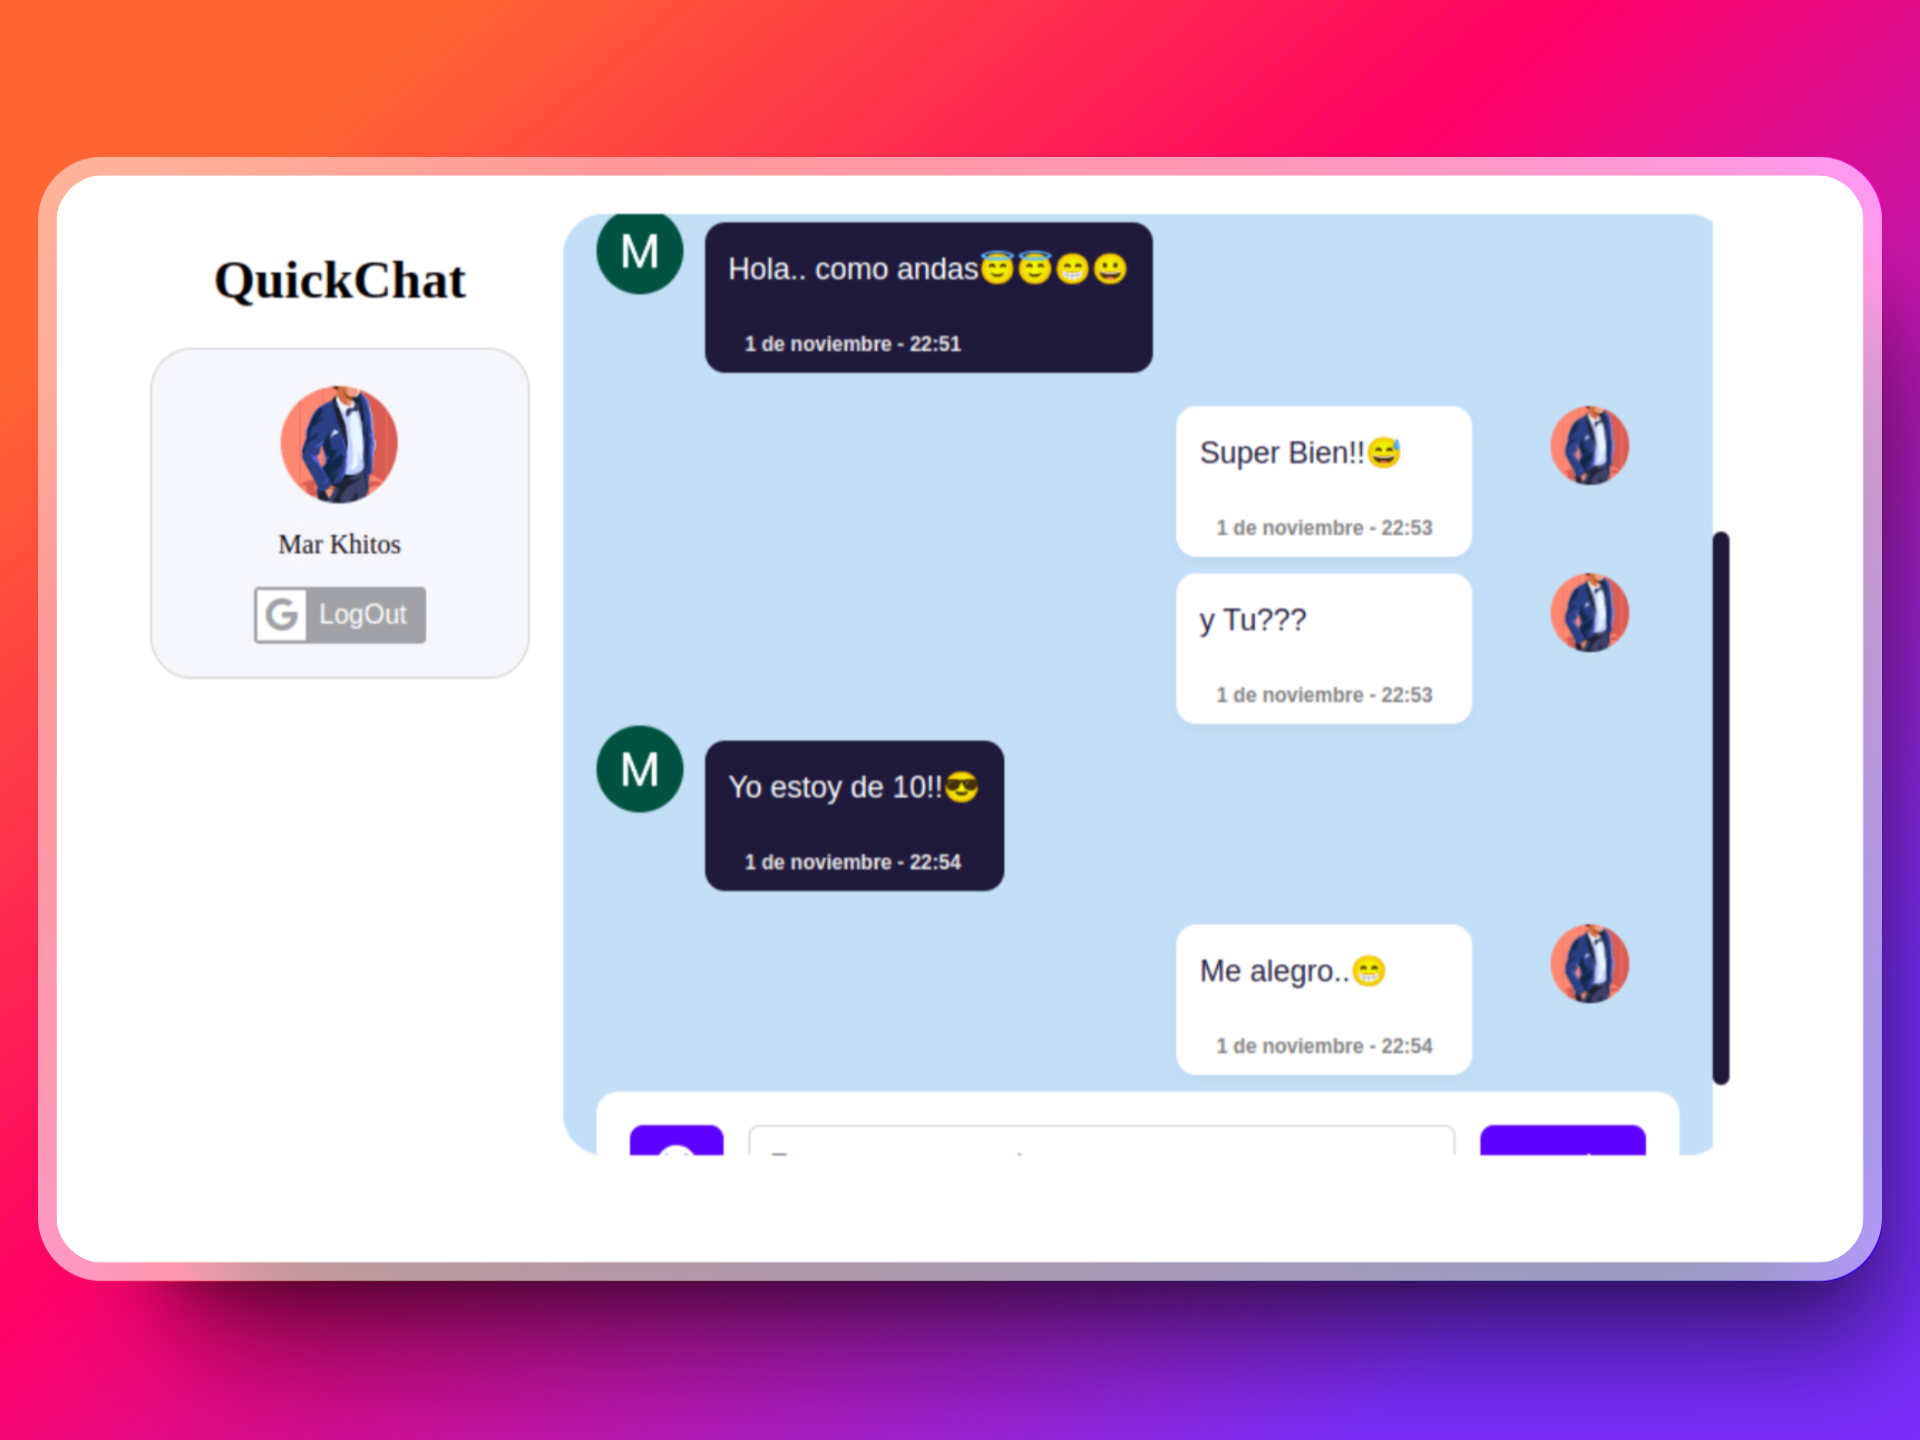 QuickChat
Mar Khitos
G LogOut
M
Hola.. como andas😇😇😁😀
1 de noviembre - 22:51
Super Bien!!😅
1 de noviembre - 22:53
y Tu???
1 de noviembre - 22:53
M
Yo estoy de 10!!😎
1 de noviembre - 22:54
Me alegro..😁
1 de noviembre - 22:54